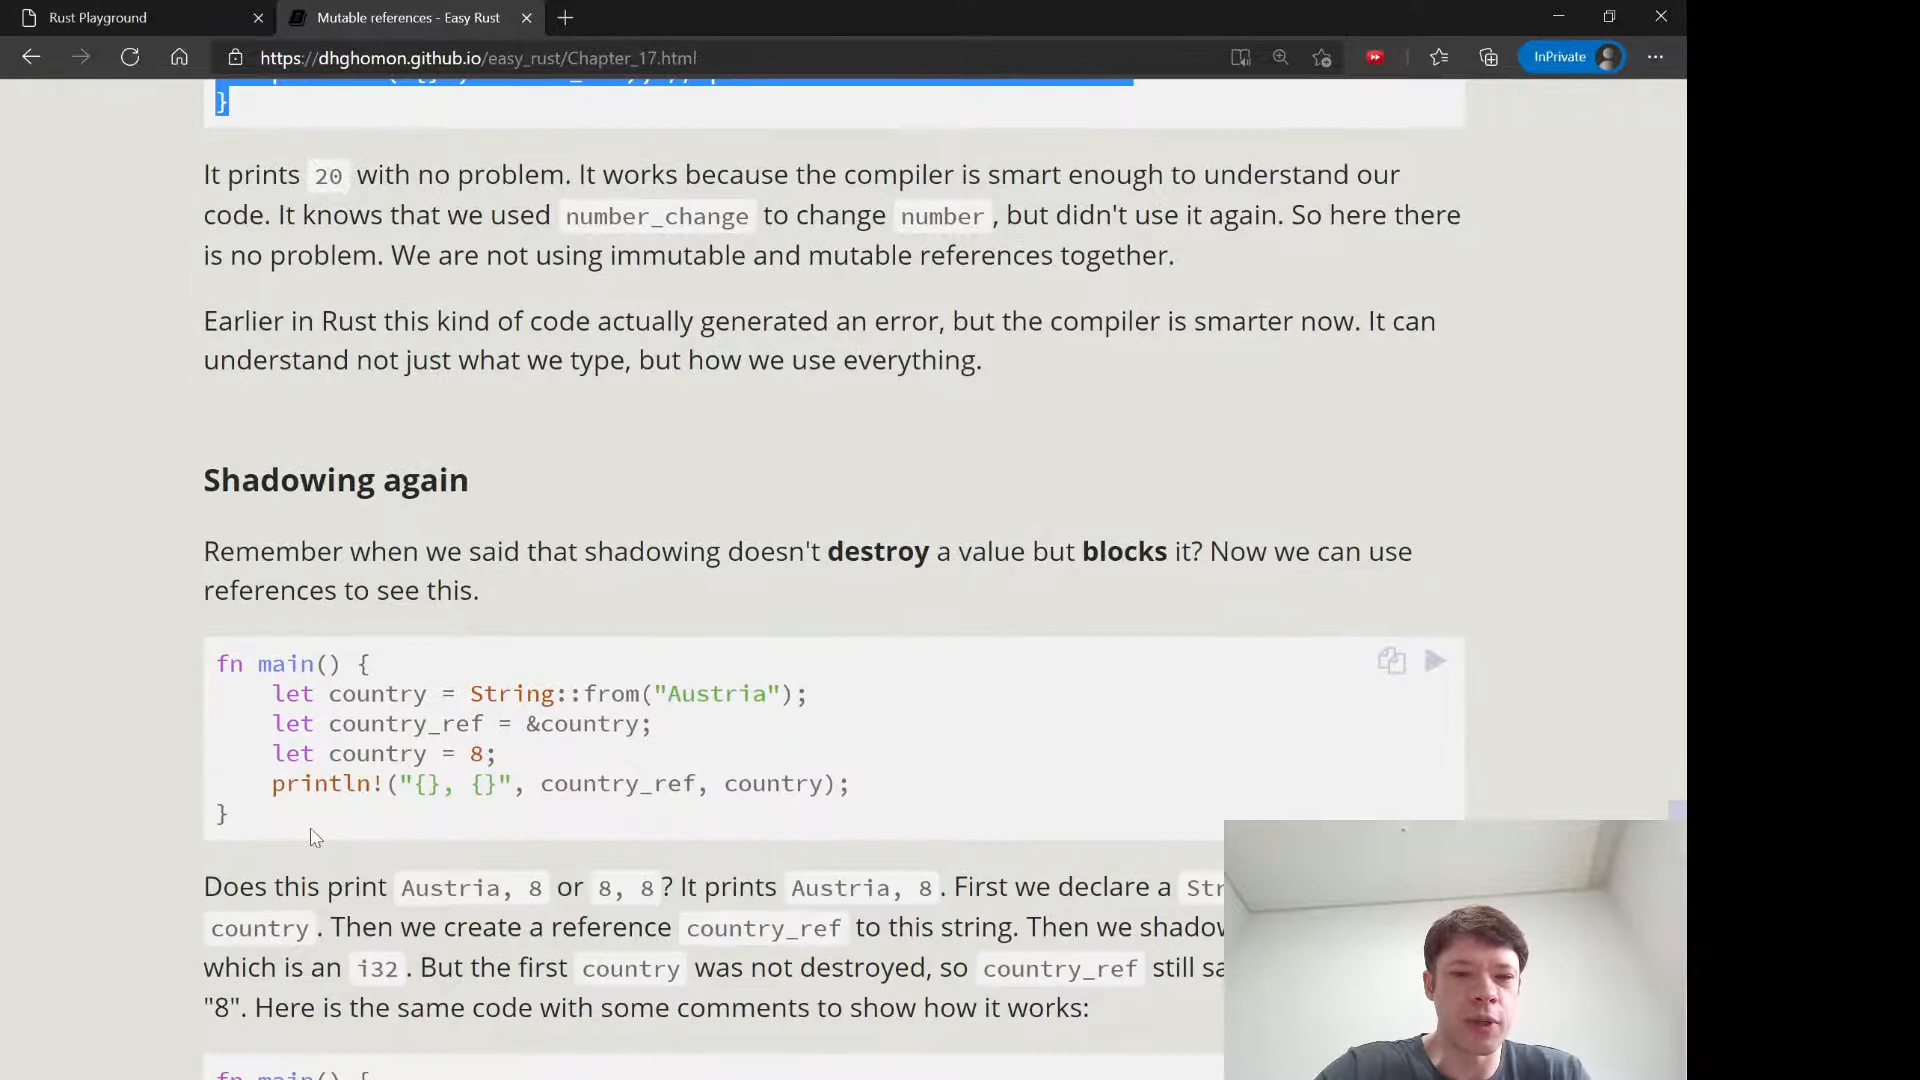 Rust Playground
Mutable references - Easy Rust
https://dhghomon.github.io/easy_rust/Chapter_17.html
InPrivate
}
It prints 20 with no problem. It works because the compiler is smart enough to understand our
code. It knows that we used number_change to change number, but didn't use it again. So here there
is no problem. We are not using immutable and mutable references together.
Earlier in Rust this kind of code actually generated an error, but the compiler is smarter now. It can
understand not just what we type, but how we use everything.
Shadowing again
Remember when we said that shadowing doesn't destroy a value but blocks it? Now we can use
references to see this.
fn main() {
let country = String::from("Austria");
let country_ref = &country;
let country = 8;
println!("{}, {}", country_ref, country);
}
Does this print Austria, 8 or 8, 8? It prints Austria, 8. First we declare a Str
country. Then we create a reference country_ref to this string. Then we shadow
which is an i32. But the first country was not destroyed, so country_ref still sa
"8". Here is the same code with some comments to show how it works:
fn main() {